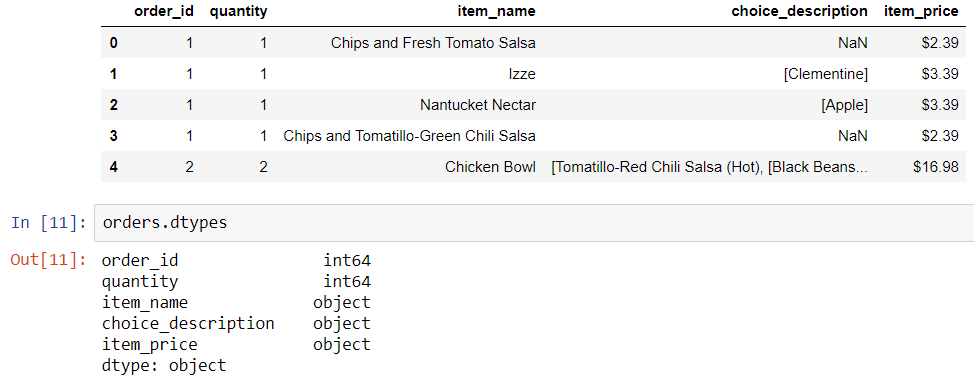 order_id quantity item_name choice_description item_price
0 1 1 Chips and Fresh Tomato Salsa NaN $2.39
1 1 1 Izze [Clementine] $3.39
2 1 1 Nantucket Nectar [Apple] $3.39
3 1 1 Chips and Tomatillo-Green Chili Salsa NaN $2.39
4 2 2 Chicken Bowl [Tomatillo-Red Chili Salsa (Hot), [Black Beans... $16.98
In [11]: orders.dtypes
Out[11]: order_id int64
quantity int64
item_name object
choice_description object
item_price object
dtype: object